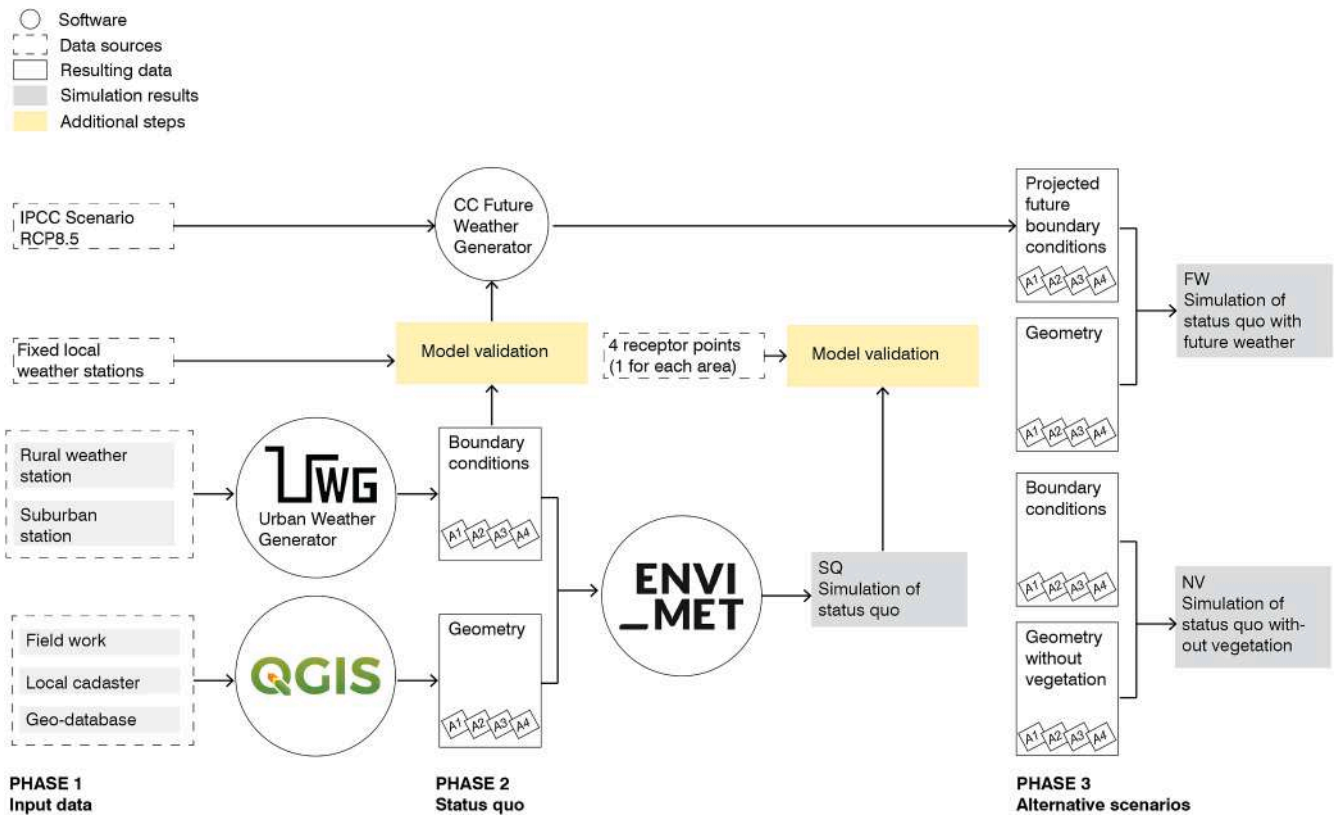 Software
Data sources
Resulting data
Simulation results
Additional steps
IPCC Scenario
RCP8.5
CC Future
Weather
Generator
Projected
future
boundary
conditions
A1 A2 A3 A4
FW
Simulation of
status quo with
future weather
Fixed local
weather stations
Model validation
4 receptor points
(1 for each area)
Model validation
Geometry
A1 A2 A3 A4
Rural weather
station
Suburban
station
UWG
Urban Weather
Generator
Boundary
conditions
A1 A2 A3 A4
ENVI
_MET
SQ
Simulation of
status quo
Boundary
conditions
A1 A2 A3 A4
NV
Simulation of
status quo with-
out vegetation
Field work
Local cadaster
Geo-database
QGIS
Geometry
A1 A2 A3 A4
Geometry
without
vegetation
A1 A2 A3 A4
PHASE 1
Input data
PHASE 2
Status quo
PHASE 3
Alternative scenarios